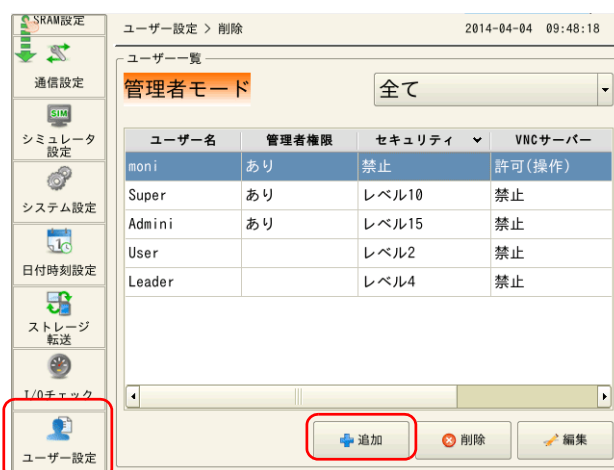 SRAM設定
通信設定
SIM
シミュレータ
設定
システム設定
1
日付時刻設定
ストレージ
転送
I/Oチェック
ユーザー設定
ユーザー設定 > 削除 2014-04-04 09:48:18
ユーザー一覧
管理者モード 全て
ユーザー名 管理者権限 セキュリティ VNCサーバー
moni あり 禁止 許可(操作)
Super あり レベル10 禁止
Admini あり レベル15 禁止
User レベル2 禁止
Leader レベル4 禁止
追加 削除 編集